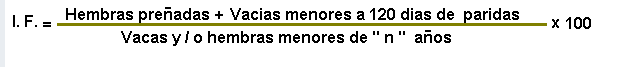 Hembras preñadas + Vacias menores a 120 dias de paridas
I. F. = x 100
Vacas y / o hembras menores de " n " años